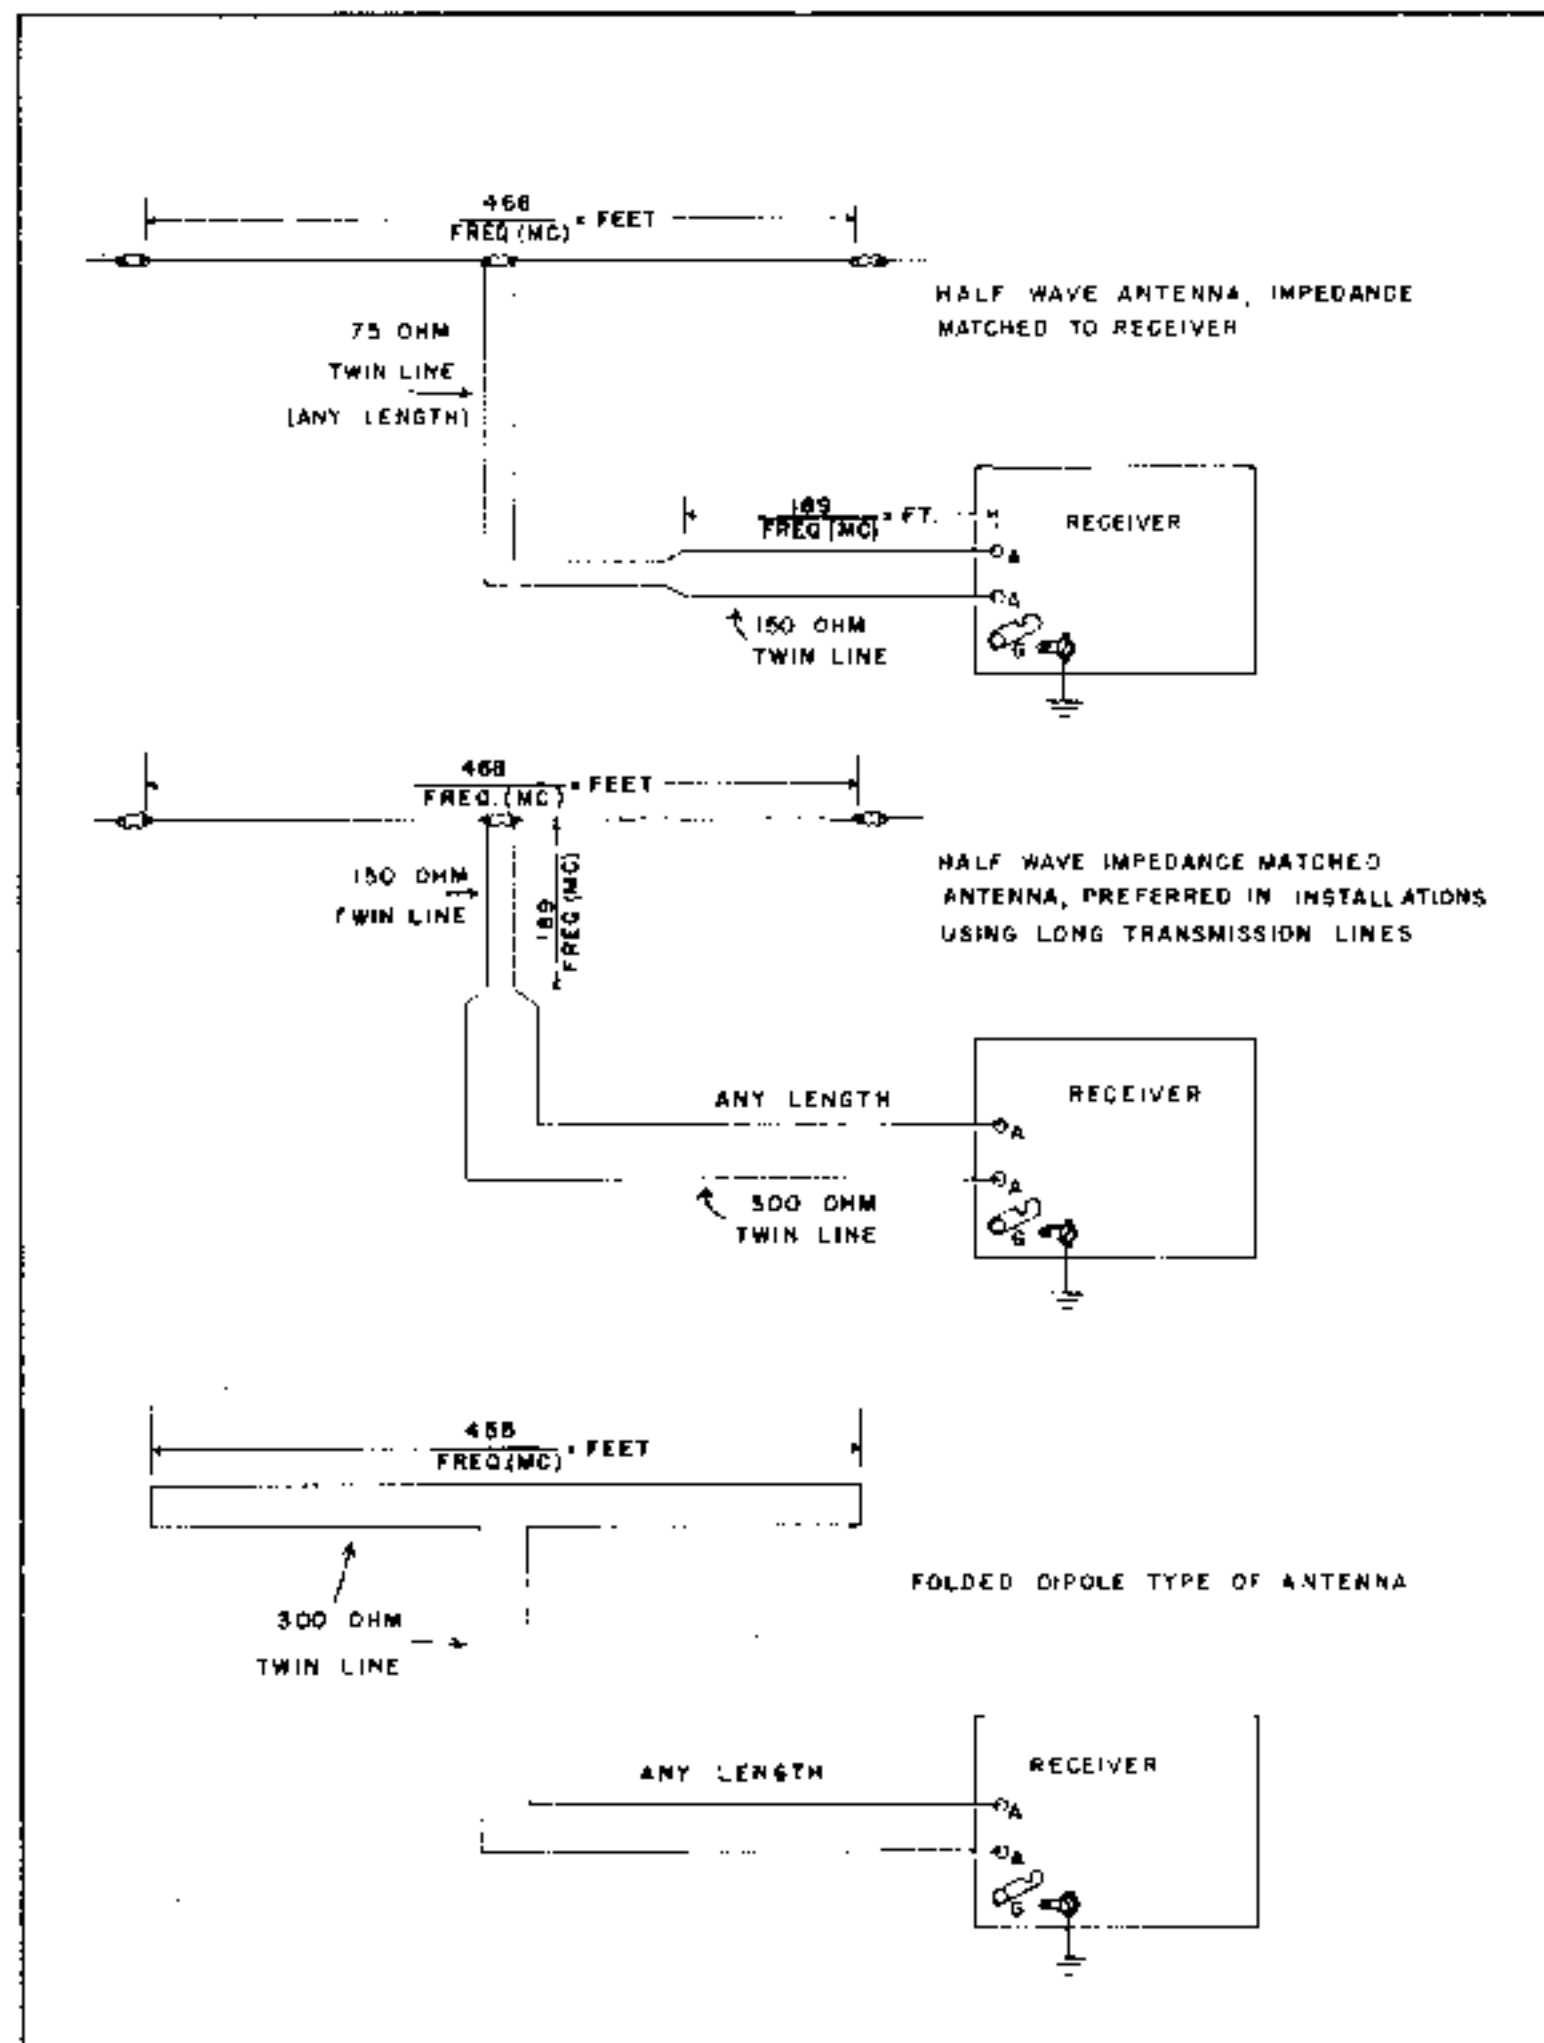 468
FREQ (MC) = FEET
HALF WAVE ANTENNA, IMPEDANCE
MATCHED TO RECEIVER
75 OHM
TWIN LINE
(ANY LENGTH)
189
FREQ (MC) = FT.
RECEIVER
A
A
G
150 OHM
TWIN LINE
468
FREQ. (MC) = FEET
150 OHM
TWIN LINE
189
FREQ (MC)
HALF WAVE IMPEDANCE MATCHED
ANTENNA, PREFERRED IN INSTALLATIONS
USING LONG TRANSMISSION LINES
RECEIVER
ANY LENGTH
A
A
G
300 OHM
TWIN LINE
468
FREQ.(MC) = FEET
FOLDED DIPOLE TYPE OF ANTENNA
300 OHM
TWIN LINE
RECEIVER
ANY LENGTH
A
A
G